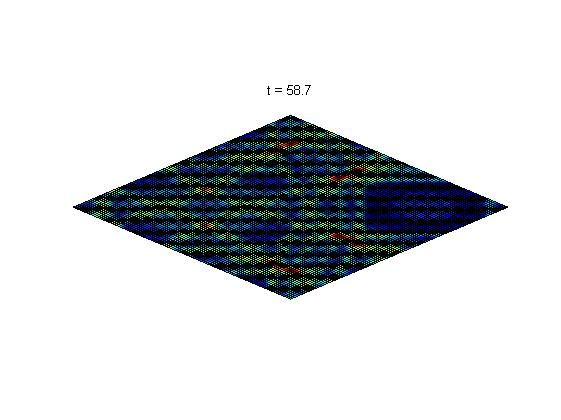 t = 58.7